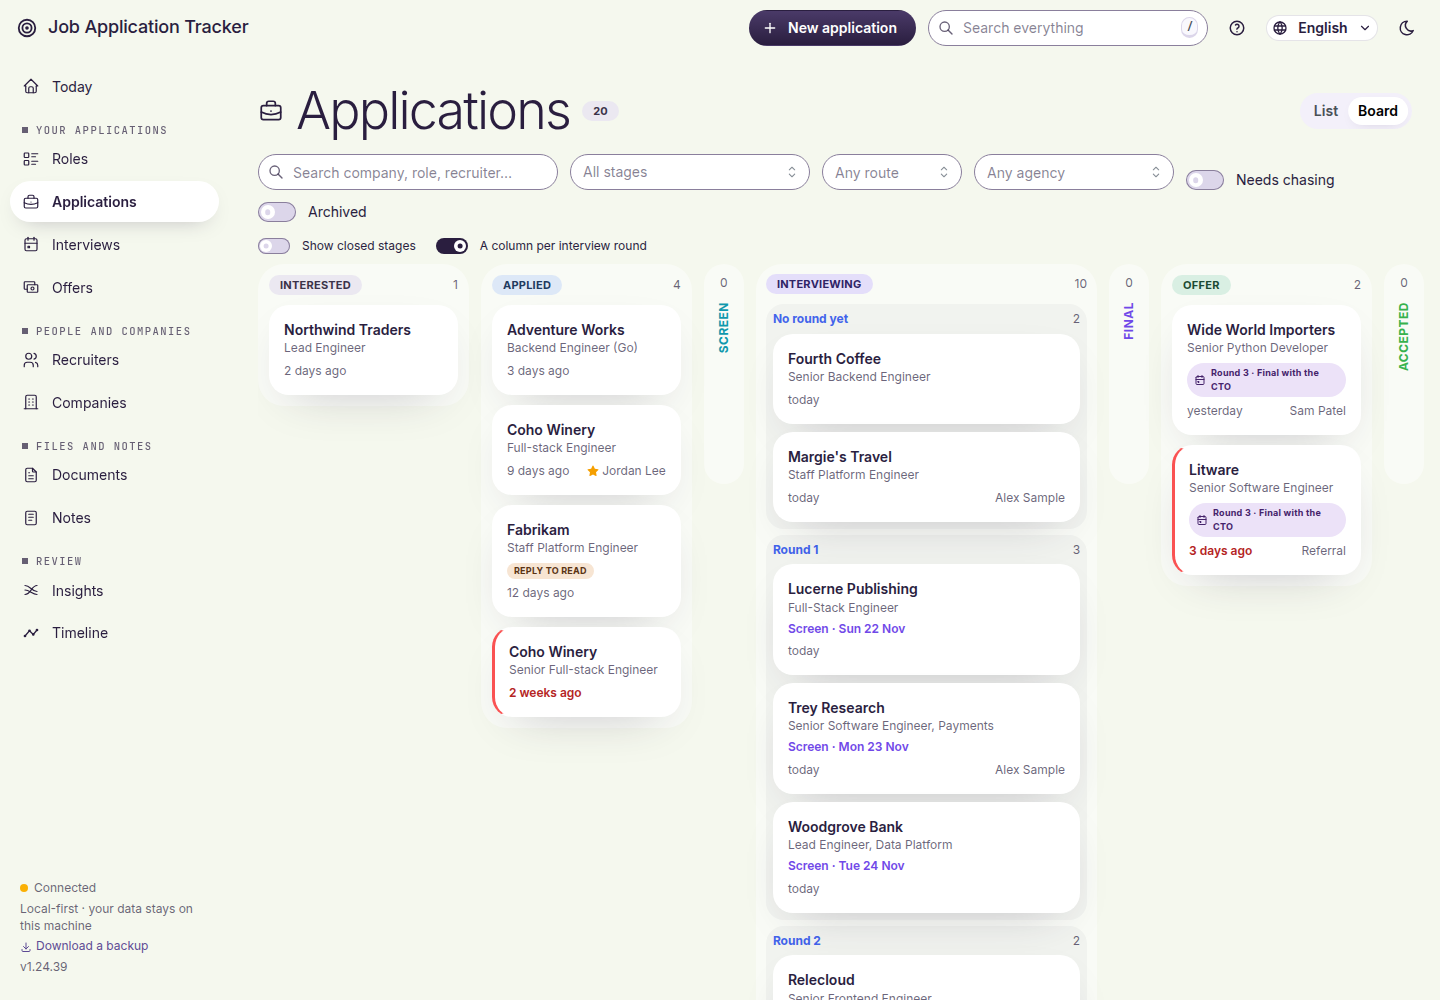 Job Application Tracker
New application
Search everything
/
English
Today
YOUR APPLICATIONS
Roles
Applications
Interviews
Offers
PEOPLE AND COMPANIES
Recruiters
Companies
FILES AND NOTES
Documents
Notes
REVIEW
Insights
Timeline
Connected
Local-first · your data stays on
this machine
Download a backup
v1.24.39
Applications
20
List
Board
Search company, role, recruiter...
All stages
Any route
Any agency
Needs chasing
Archived
Show closed stages
A column per interview round
INTERESTED
1
Northwind Traders
Lead Engineer
2 days ago
APPLIED
4
Adventure Works
Backend Engineer (Go)
3 days ago
Coho Winery
Full-stack Engineer
9 days ago
Jordan Lee
Fabrikam
Staff Platform Engineer
REPLY TO READ
12 days ago
Coho Winery
Senior Full-stack Engineer
2 weeks ago
0
SCREEN
INTERVIEWING
10
No round yet
2
Fourth Coffee
Senior Backend Engineer
today
Margie's Travel
Staff Platform Engineer
today
Alex Sample
Round 1
3
Lucerne Publishing
Full-Stack Engineer
Screen · Sun 22 Nov
today
Trey Research
Senior Software Engineer, Payments
Screen · Mon 23 Nov
today
Alex Sample
Woodgrove Bank
Lead Engineer, Data Platform
Screen · Tue 24 Nov
today
Round 2
2
Relecloud
Senior Frontend Engineer
0
FINAL
OFFER
2
Wide World Importers
Senior Python Developer
Round 3 · Final with the
CTO
yesterday
Sam Patel
Litware
Senior Software Engineer
Round 3 · Final with the
CTO
3 days ago
Referral
0
ACCEPTED